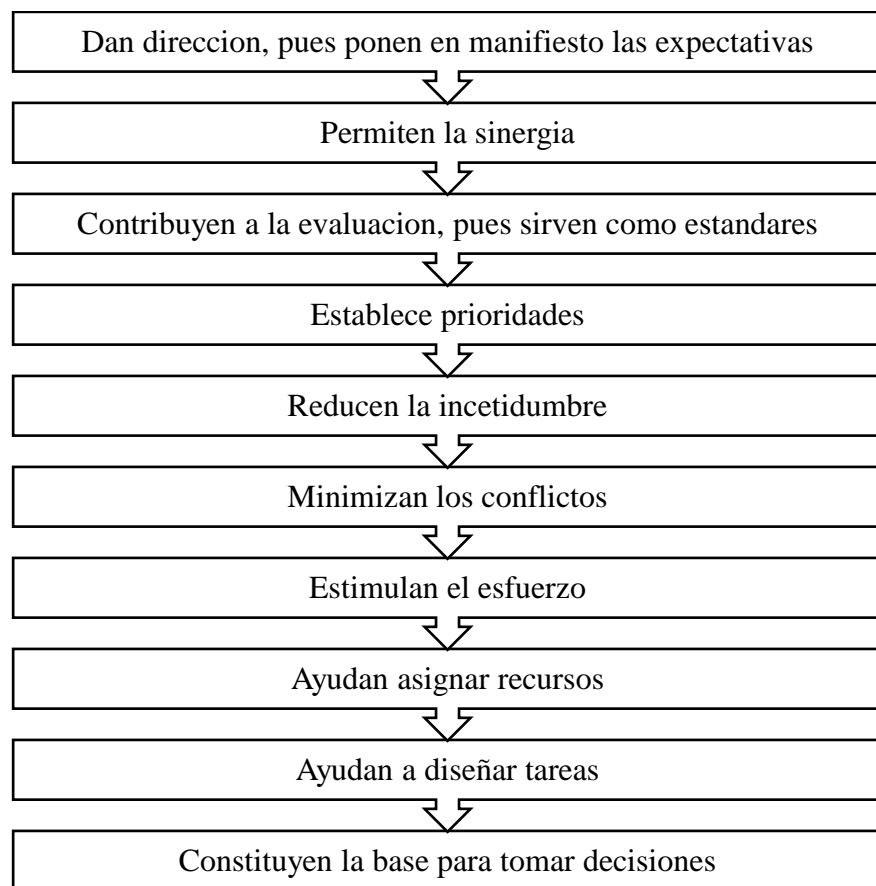 Dan direccion, pues ponen en manifiesto las expectativas
Permiten la sinergia
Contribuyen a la evaluacion, pues sirven como estandares
Establece prioridades
Reducen la incetidumbre
Minimizan los conflictos
Estimulan el esfuerzo
Ayudan asignar recursos
Ayudan a diseñar tareas
Constituyen la base para tomar decisiones